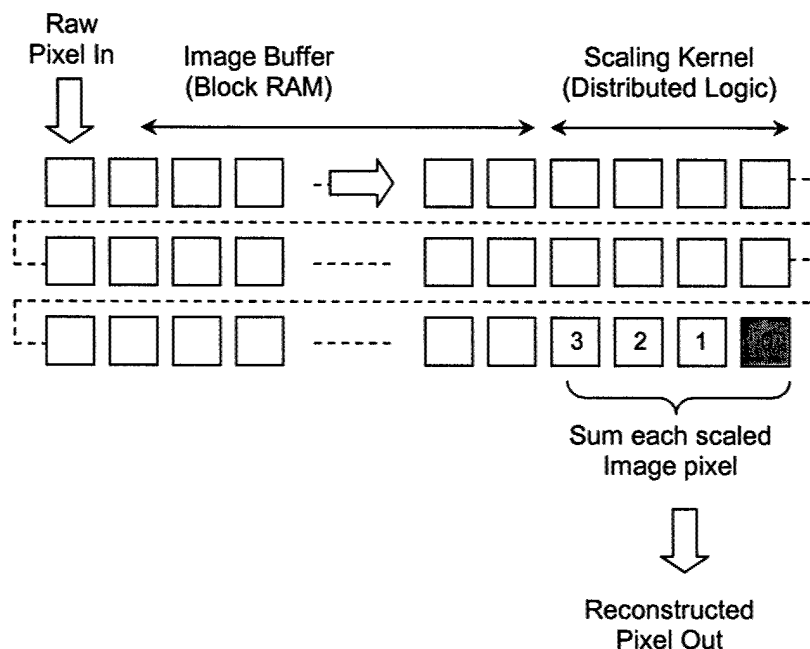 Raw
Pixel In
Image Buffer
(Block RAM)
Scaling Kernel
(Distributed Logic)
3 2 1
Sum each scaled
Image pixel
Reconstructed
Pixel Out